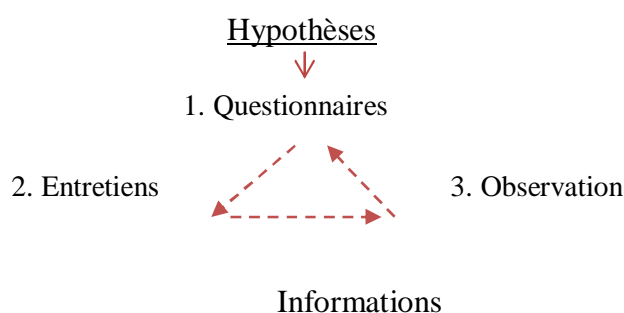 Hypothèses
1. Questionnaires
2. Entretiens
3. Observation
Informations